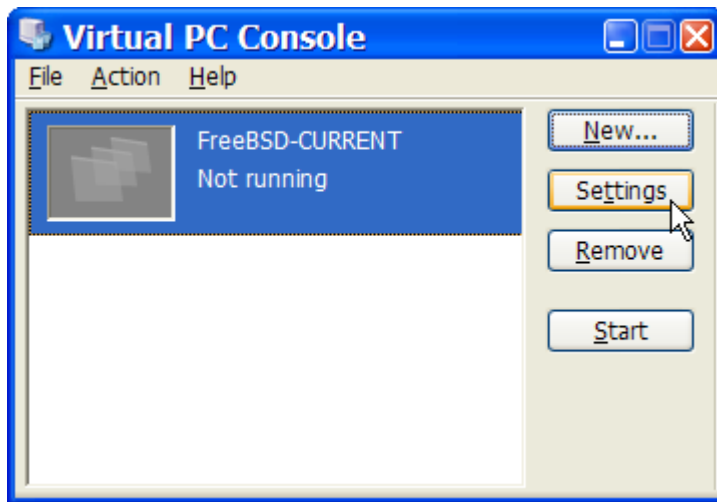 Virtual PC Console
File Action Help
FreeBSD-CURRENT
Not running
New...
Settings
Remove
Start